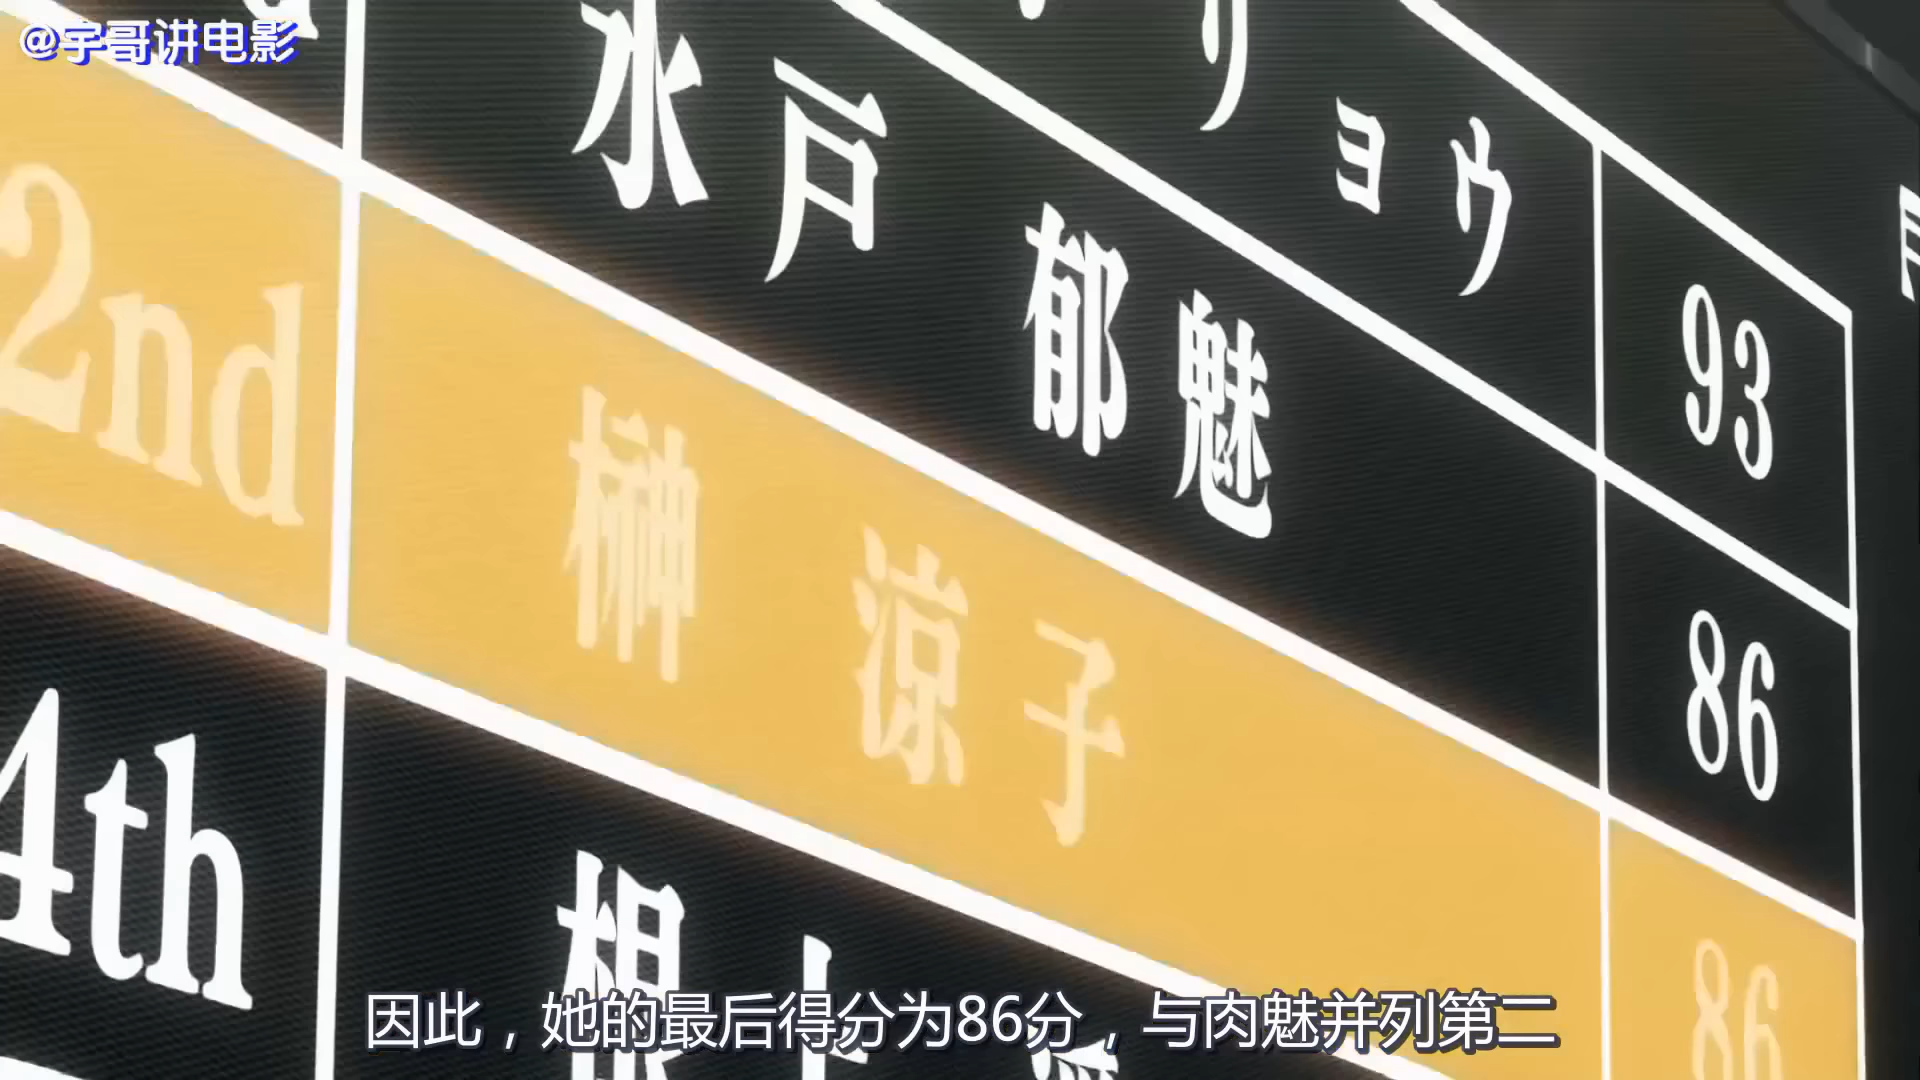 @宇哥讲电影
リョウ 93
水戸郁魅 86
2nd 榊涼子 86
4th 根
因此，她的最后得分为86分，与肉魅并列第二